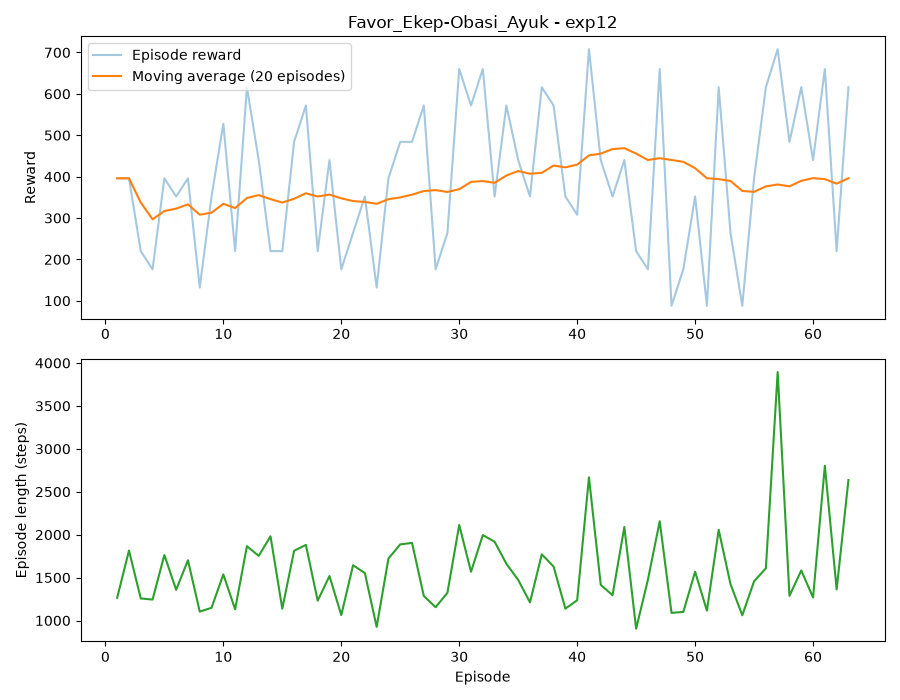 Favor_Ekep-Obasi_Ayuk - exp12
Episode reward
Moving average (20 episodes)
Reward
700
600
500
400
300
200
100
0 10 20 30 40 50 60
Episode length (steps)
4000
3500
3000
2500
2000
1500
1000
0 10 20 30 40 50 60
Episode